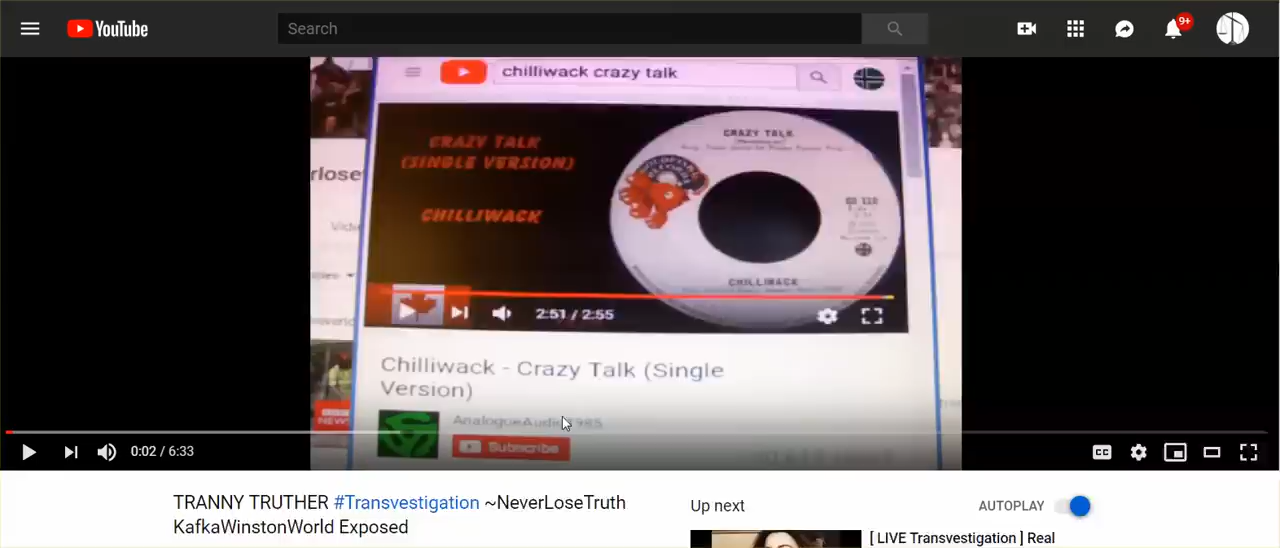 YouTube
Search
9+
chilliwack crazy talk
CRAZY TALK
(SINGLE VERSION)
CHILLIWACK
CRAZY TALK
CHILLIWACK
2:51 / 2:55
Chilliwack - Crazy Talk (Single
Version)
Subscribe
NEWS
0:02 / 6:33
CC
TRANNY TRUTHER #Transvestigation ~NeverLoseTruth
KafkaWinstonWorld Exposed
Up next
AUTOPLAY
[ LIVE Transvestigation ] Real